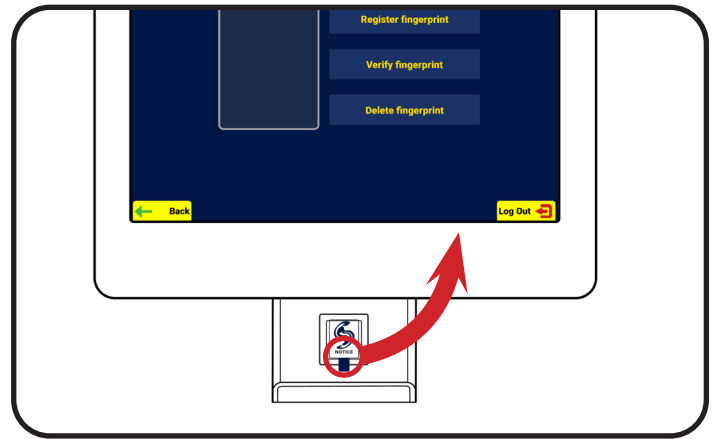 Register fingerprint
Verify fingerprint
Delete fingerprint
Back
Log Out
NOTICE